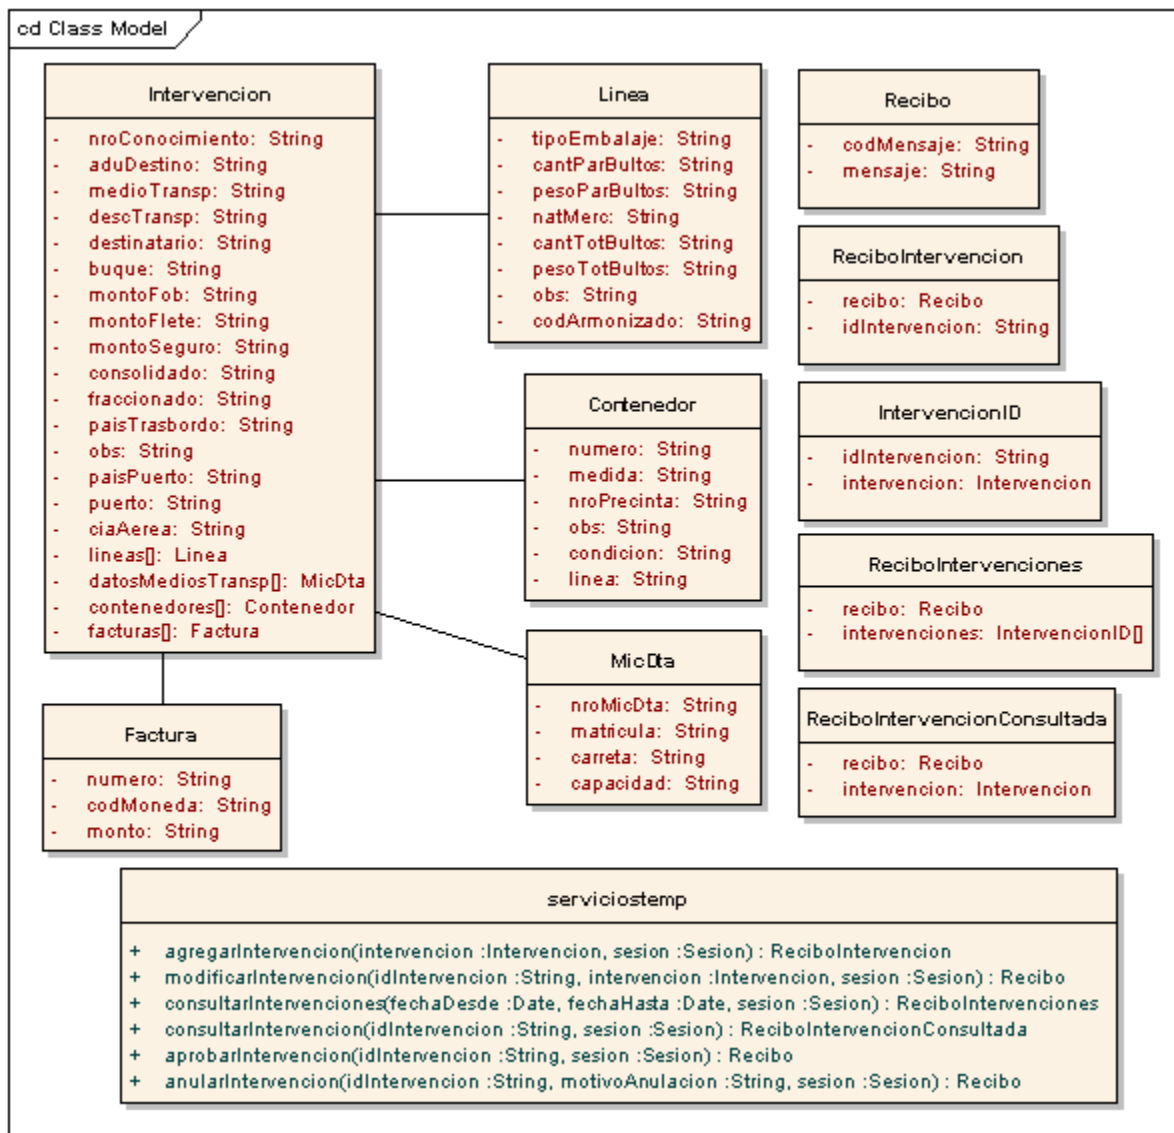 cd Class Model
Intervencion
- nroConocimiento: String
- aduDestino: String
- medioTransp: String
- descTransp: String
- destinatario: String
- buque: String
- montoFob: String
- montoFlete: String
- montoSeguro: String
- consolidado: String
- fraccionado: String
- paisTrasbordo: String
- obs: String
- paisPuerto: String
- puerto: String
- ciaAerea: String
- lineas[]: Linea
- datosMediosTransp[]: MicDta
- contenedores[]: Contenedor
- facturas[]: Factura
Linea
- tipoEmbalaje: String
- cantParBultos: String
- pesoParBultos: String
- natMerc: String
- cantTotBultos: String
- pesoTotBultos: String
- obs: String
- codArmonizado: String
Recibo
- codMensaje: String
- mensaje: String
ReciboIntervencion
- recibo: Recibo
- idIntervencion: String
Contenedor
- numero: String
- medida: String
- nroPrecinta: String
- obs: String
- condicion: String
- linea: String
IntervencionID
- idIntervencion: String
- intervencion: Intervencion
ReciboIntervenciones
- recibo: Recibo
- intervenciones: IntervencionID[]
MicDta
- nroMicDta: String
- matricula: String
- carreta: String
- capacidad: String
ReciboIntervencionConsultada
- recibo: Recibo
- intervencion: Intervencion
Factura
- numero: String
- codMoneda: String
- monto: String
serviciostemp
+ agregarIntervencion(intervencion :Intervencion, sesion :Sesion) : ReciboIntervencion
+ modificarIntervencion(idIntervencion :String, intervencion :Intervencion, sesion :Sesion) : Recibo
+ consultarIntervenciones(fechaDesde :Date, fechaHasta :Date, sesion :Sesion) : ReciboIntervenciones
+ consultarIntervencion(idIntervencion :String, sesion :Sesion) : ReciboIntervencionConsultada
+ aprobarIntervencion(idIntervencion :String, sesion :Sesion) : Recibo
+ anularIntervencion(idIntervencion :String, motivoAnulacion :String, sesion :Sesion) : Recibo